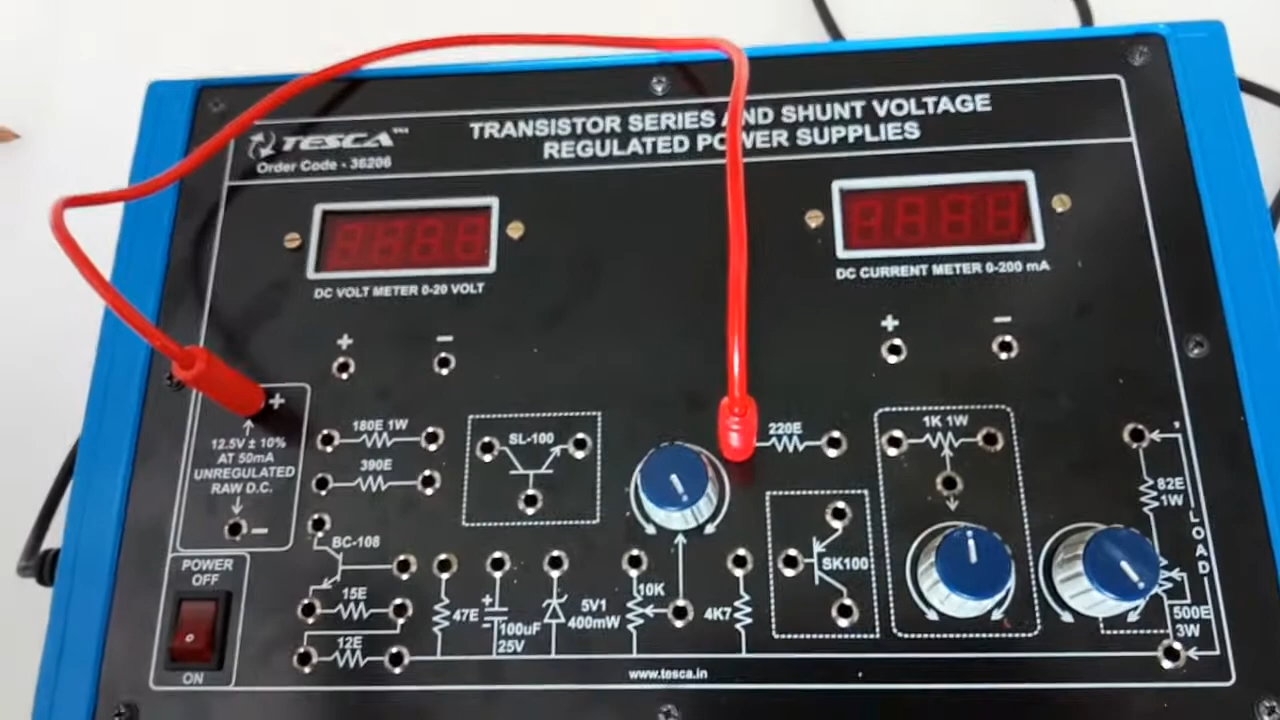 TESCA™
Order Code - 36206
TRANSISTOR SERIES AND SHUNT VOLTAGE
REGULATED POWER SUPPLIES
DC VOLT METER 0-20 VOLT
DC CURRENT METER 0-200 mA
+
−
+
−
+
12.5V ± 10%
AT 50mA
UNREGULATED
RAW D.C.
−
180E 1W
390E
SL-100
220E
1K 1W
82E
1W
LOAD
BC-108
15E
12E
47E
+
100uF
25V
5V1
400mW
10K
4K7
SK100
500E
3W
POWER
OFF
ON
www.tesca.in